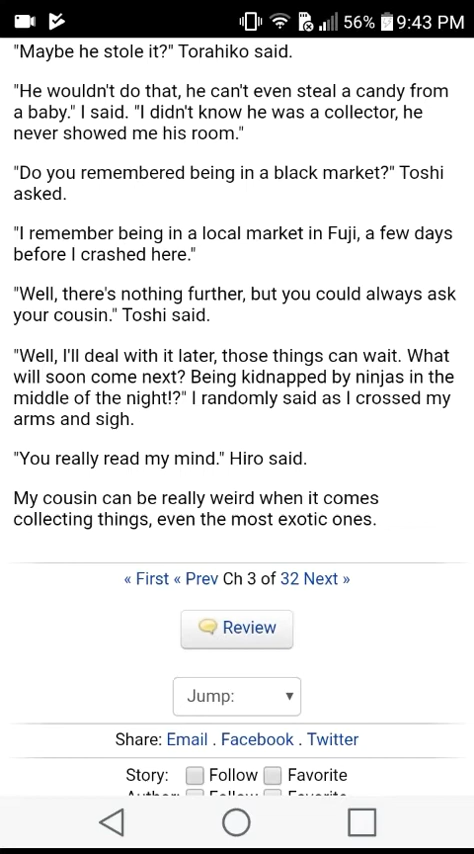 56% 9:43 PM
"Maybe he stole it?" Torahiko said.
"He wouldn't do that, he can't even steal a candy from
a baby." I said. "I didn't know he was a collector, he
never showed me his room."
"Do you remembered being in a black market?" Toshi
asked.
"I remember being in a local market in Fuji, a few days
before I crashed here."
"Well, there's nothing further, but you could always ask
your cousin." Toshi said.
"Well, I'll deal with it later, those things can wait. What
will soon come next? Being kidnapped by ninjas in the
middle of the night!?" I randomly said as I crossed my
arms and sigh.
"You really read my mind." Hiro said.
My cousin can be really weird when it comes
collecting things, even the most exotic ones.
« First « Prev Ch 3 of 32 Next »
Review
Jump:
Share: Email . Facebook . Twitter
Story: Follow Favorite
Author: Follow Favorite